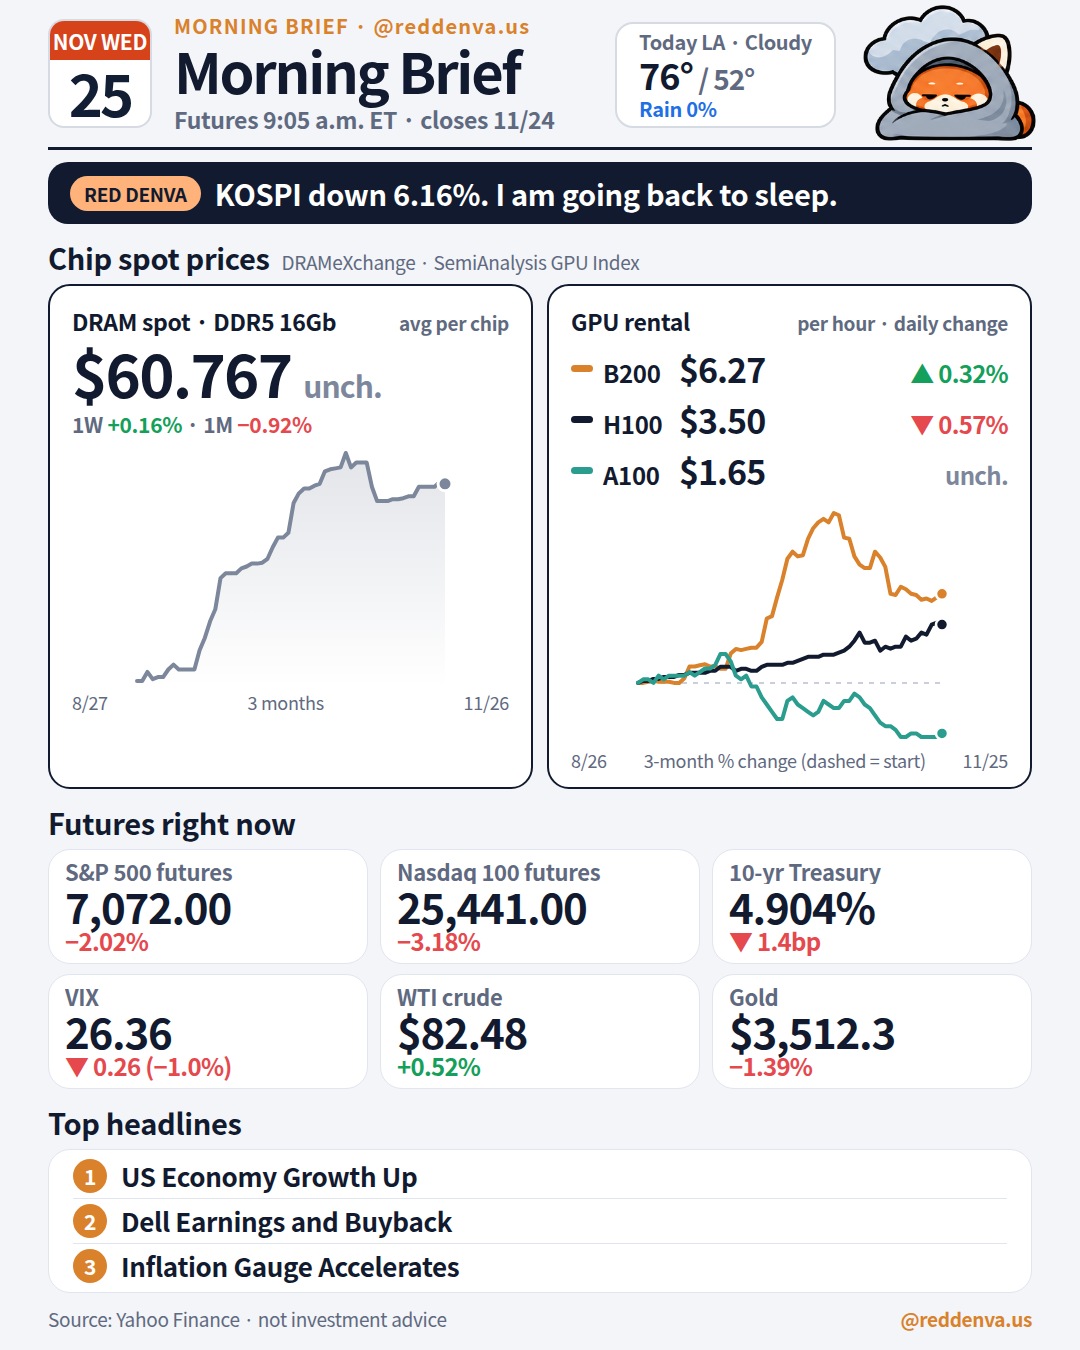 NOV WED
25
MORNING BRIEF · @reddenva.us
Morning Brief
Futures 9:05 a.m. ET · closes 11/24
Today LA · Cloudy
76° / 52°
Rain 0%
RED DENVA KOSPI down 6.16%. I am going back to sleep.
Chip spot prices DRAMeXchange · SemiAnalysis GPU Index
DRAM spot · DDR5 16Gb avg per chip
$60.767 unch.
1W +0.16% · 1M −0.92%
8/27 3 months 11/26
GPU rental per hour · daily change
B200 $6.27 ▲ 0.32%
H100 $3.50 ▼ 0.57%
A100 $1.65 unch.
8/26 3-month % change (dashed = start) 11/25
Futures right now
S&P 500 futures
7,072.00
−2.02%
Nasdaq 100 futures
25,441.00
−3.18%
10-yr Treasury
4.904%
▼ 1.4bp
VIX
26.36
▼ 0.26 (−1.0%)
WTI crude
$82.48
+0.52%
Gold
$3,512.3
−1.39%
Top headlines
1 US Economy Growth Up
2 Dell Earnings and Buyback
3 Inflation Gauge Accelerates
Source: Yahoo Finance · not investment advice
@reddenva.us